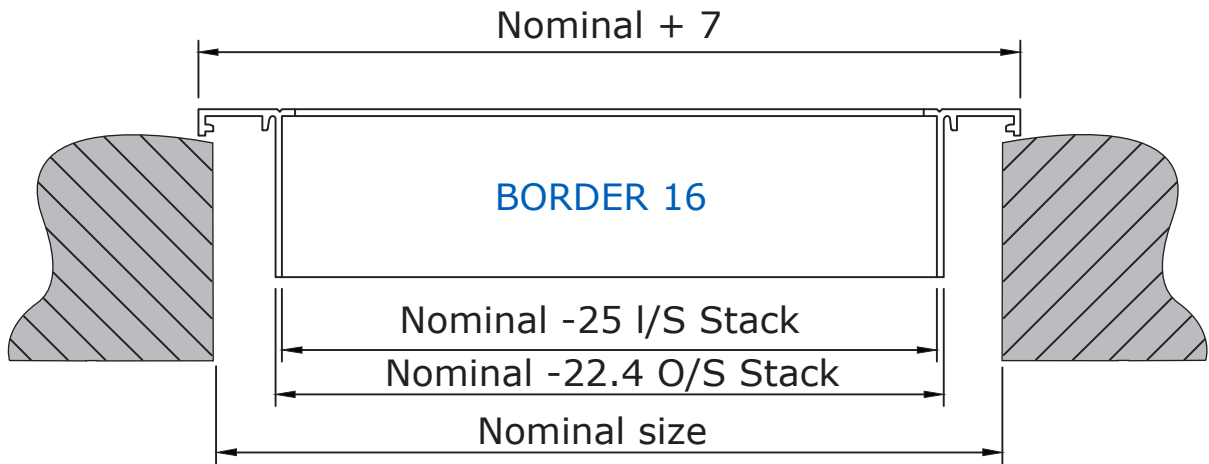 Nominal + 7
BORDER 16
Nominal -25 l/S Stack
Nominal -22.4 O/S Stack
Nominal size